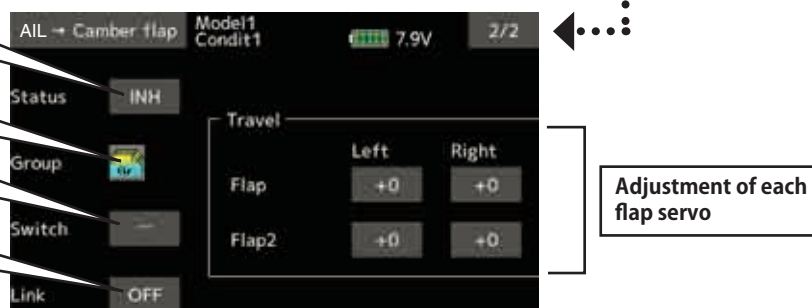 AIL → Camber flap
Model1
Condit1
7.9V
2/2
Status
INH
Travel
Left
Right
Group
Flap
+0
+0
Switch
--
Flap2
+0
+0
Link
OFF
Adjustment of each
flap servo